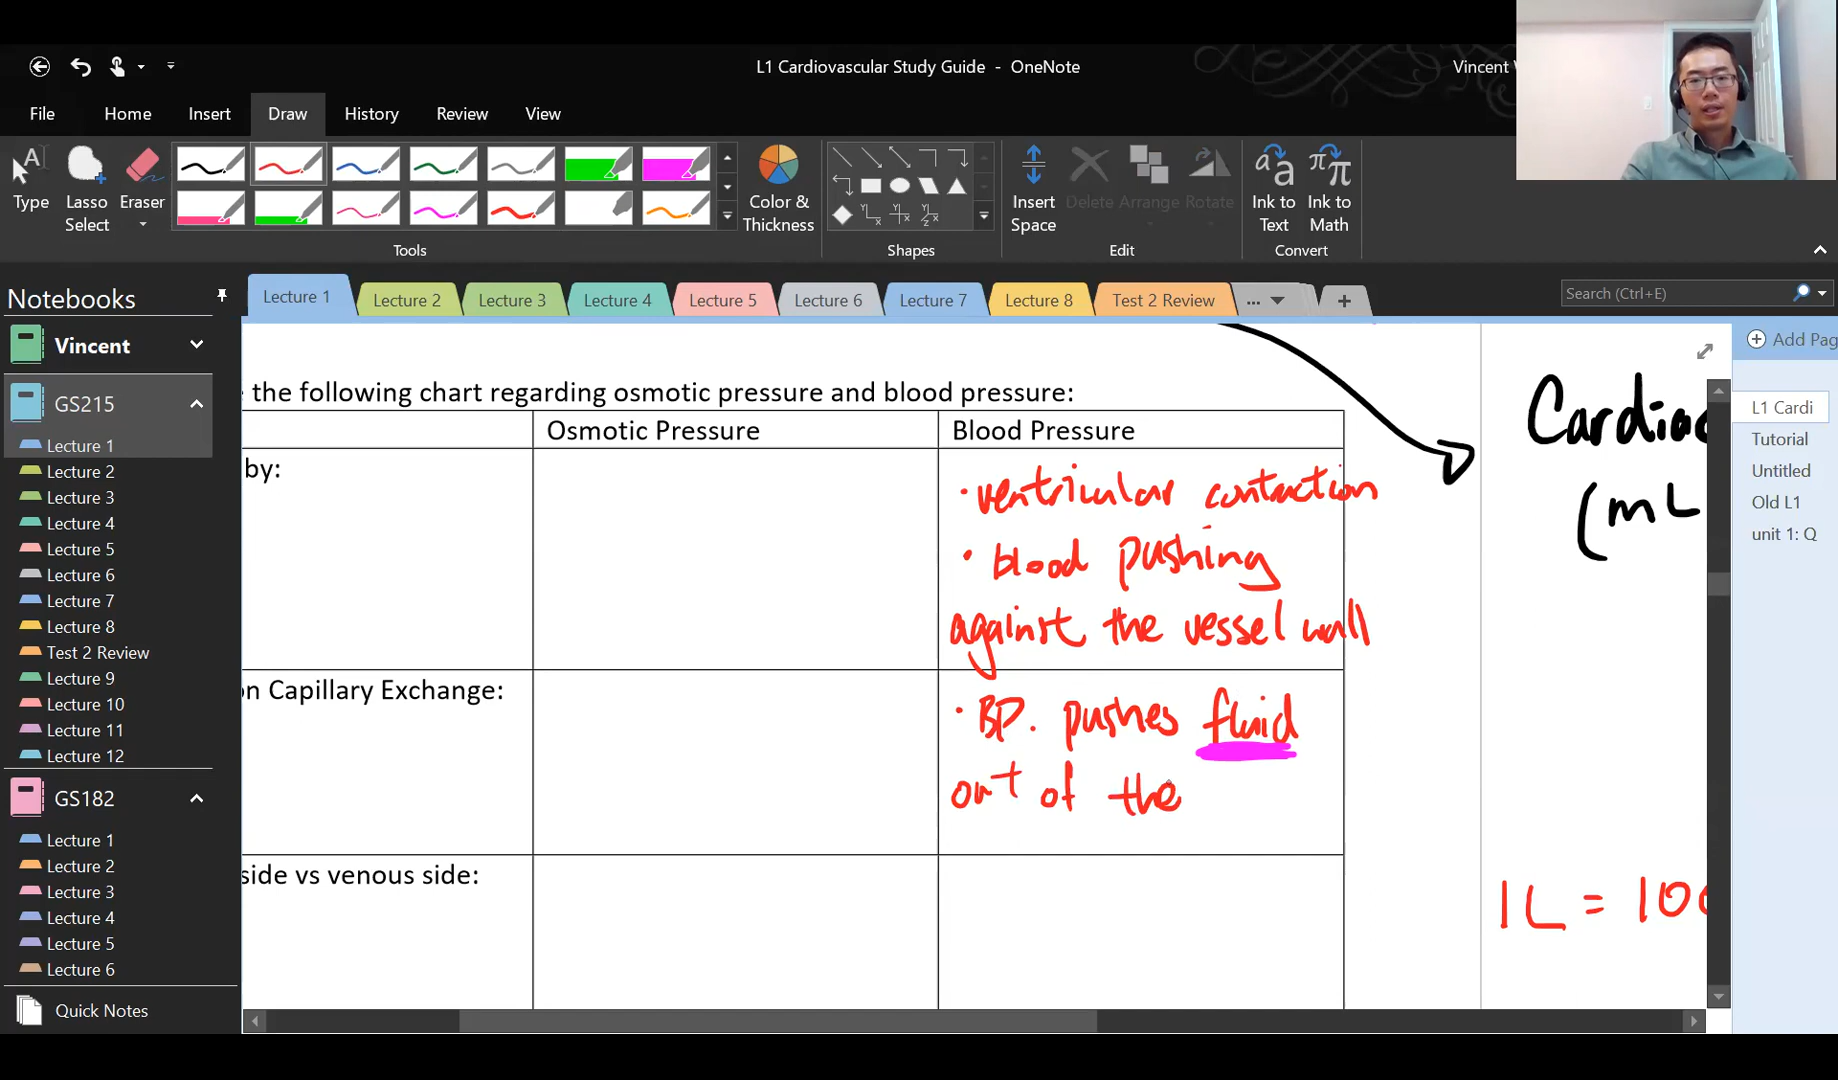 L1 Cardiovascular Study Guide - OneNote
Vincent
File Home Insert Draw History Review View
Type
Lasso Select
Eraser
Color & Thickness
Insert Space
Delete
Arrange
Rotate
Ink to Text
Ink to Math
Tools
Shapes
Edit
Convert
Notebooks
Lecture 1
Lecture 2
Lecture 3
Lecture 4
Lecture 5
Lecture 6
Lecture 7
Lecture 8
Test 2 Review
...
Search (Ctrl+E)
Vincent
GS215
Lecture 1
Lecture 2
Lecture 3
Lecture 4
Lecture 5
Lecture 6
Lecture 7
Lecture 8
Test 2 Review
Lecture 9
Lecture 10
Lecture 11
Lecture 12
GS182
Lecture 1
Lecture 2
Lecture 3
Lecture 4
Lecture 5
Lecture 6
Quick Notes
the following chart regarding osmotic pressure and blood pressure:
Osmotic Pressure
Blood Pressure
by:
· ventricular contraction
· blood pushing
against the vessel wall
on Capillary Exchange:
· BP. pushes fluid
out of the
side vs venous side:
Cardiac
(mL
1L = 100
Add Pag
L1 Cardi
Tutorial
Untitled
Old L1
unit 1: Q